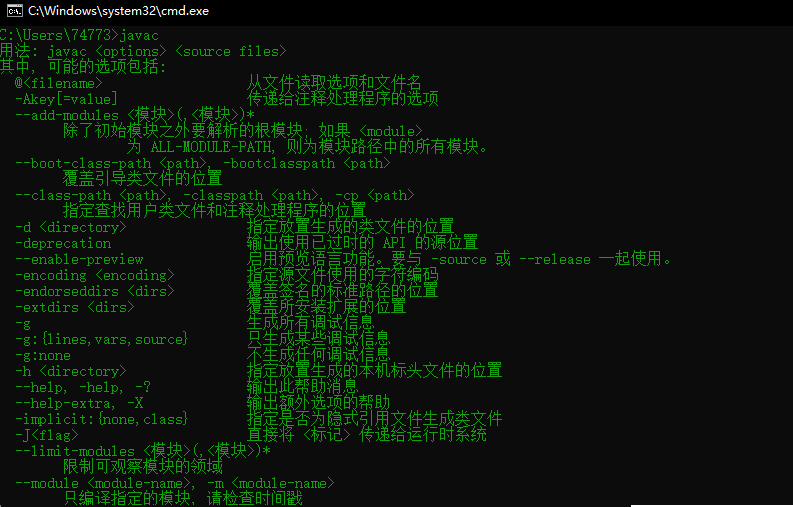 C:\Windows\system32\cmd.exe
C:\Users\74773>javac
用法: javac <options> <source files>
其中, 可能的选项包括:
  @<filename>                  从文件读取选项和文件名
  -Akey[=value]                传递给注释处理程序的选项
  --add-modules <模块>(,<模块>)*
        除了初始模块之外要解析的根模块; 如果 <module>
                为 ALL-MODULE-PATH, 则为模块路径中的所有模块。
  --boot-class-path <path>, -bootclasspath <path>
        覆盖引导类文件的位置
  --class-path <path>, -classpath <path>, -cp <path>
        指定查找用户类文件和注释处理程序的位置
  -d <directory>               指定放置生成的类文件的位置
  -deprecation                 输出使用已过时的 API 的源位置
  --enable-preview             启用预览语言功能。要与 -source 或 --release 一起使用。
  -encoding <encoding>         指定源文件使用的字符编码
  -endorseddirs <dirs>         覆盖签名的标准路径的位置
  -extdirs <dirs>              覆盖所安装扩展的位置
  -g                           生成所有调试信息
  -g:{lines,vars,source}       只生成某些调试信息
  -g:none                      不生成任何调试信息
  -h <directory>               指定放置生成的本机标头文件的位置
  --help, -help, -?            输出此帮助消息
  --help-extra, -X             输出额外选项的帮助
  -implicit:{none,class}       指定是否为隐式引用文件生成类文件
  -J<flag>                     直接将 <标记> 传递给运行时系统
  --limit-modules <模块>(,<模块>)*
        限制可观察模块的领域
  --module <module-name>, -m <module-name>
        只编译指定的模块, 请检查时间戳